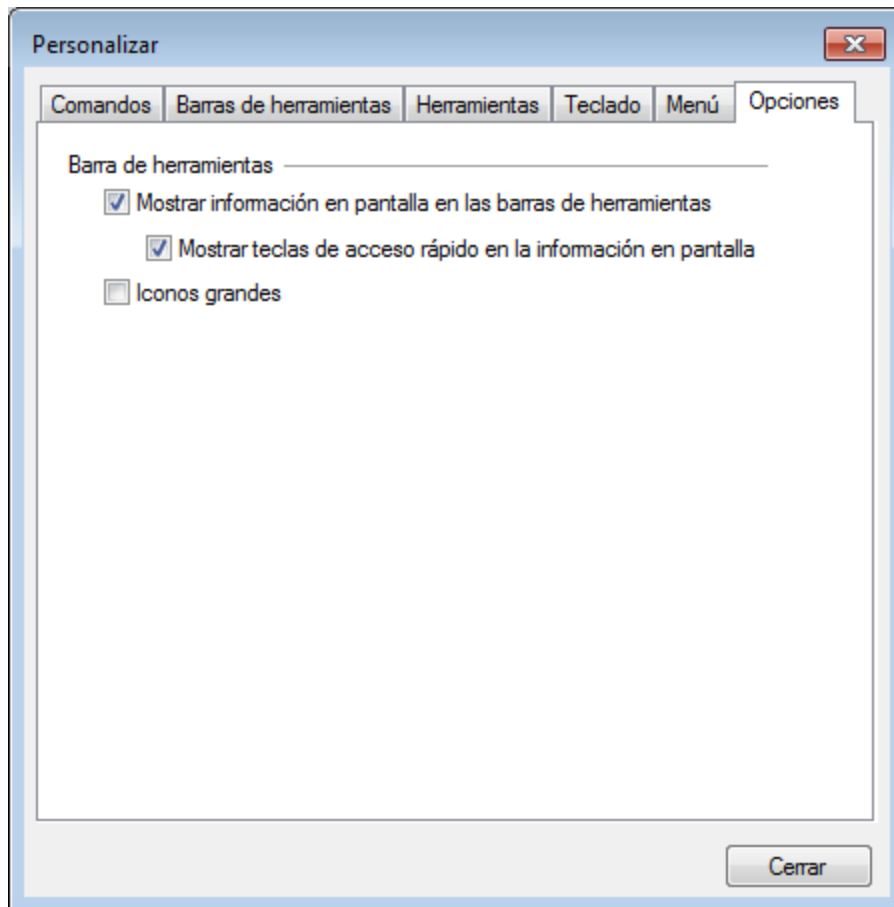 Personalizar
Comandos Barras de herramientas Herramientas Teclado Menú Opciones
Barra de herramientas
Mostrar información en pantalla en las barras de herramientas
Mostrar teclas de acceso rápido en la información en pantalla
Iconos grandes
Cerrar